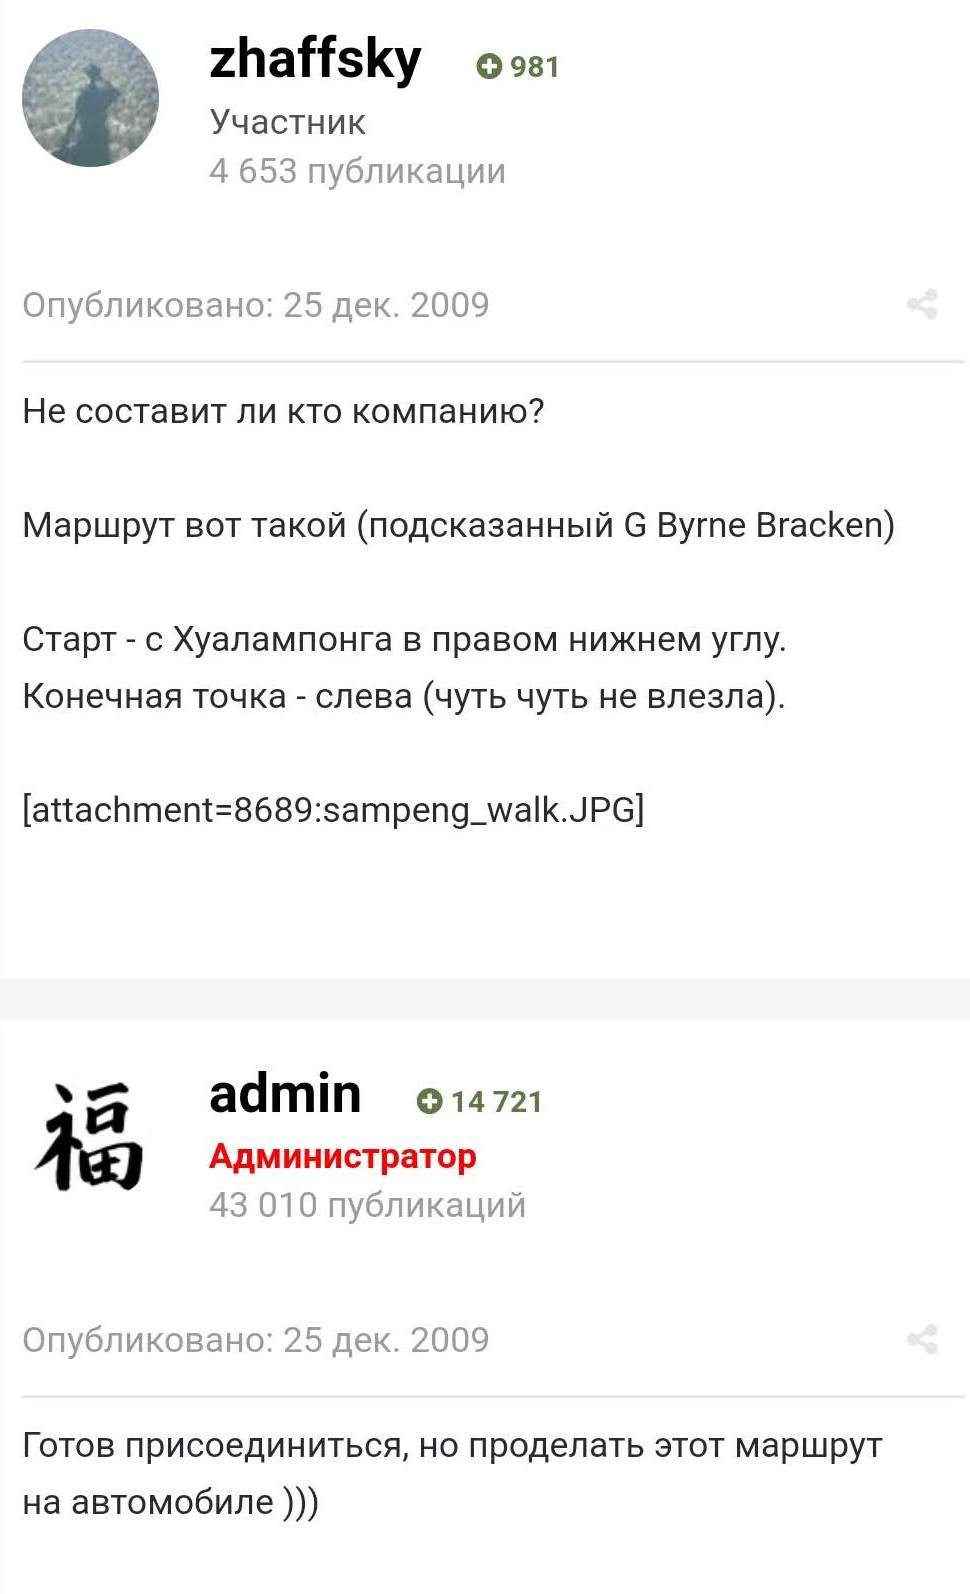 zhaffsky 981
Участник
4 653 публикации
Опубликовано: 25 дек. 2009
Не составит ли кто компанию?
Маршрут вот такой (подсказанный G Byrne Bracken)
Старт - с Хуалампонга в правом нижнем углу.
Конечная точка - слева (чуть чуть не влезла).
[attachment=8689:sampeng_walk.JPG]
福
admin 14 721
Администратор
43 010 публикаций
Опубликовано: 25 дек. 2009
Готов присоединиться, но проделать этот маршрут
на автомобиле )))